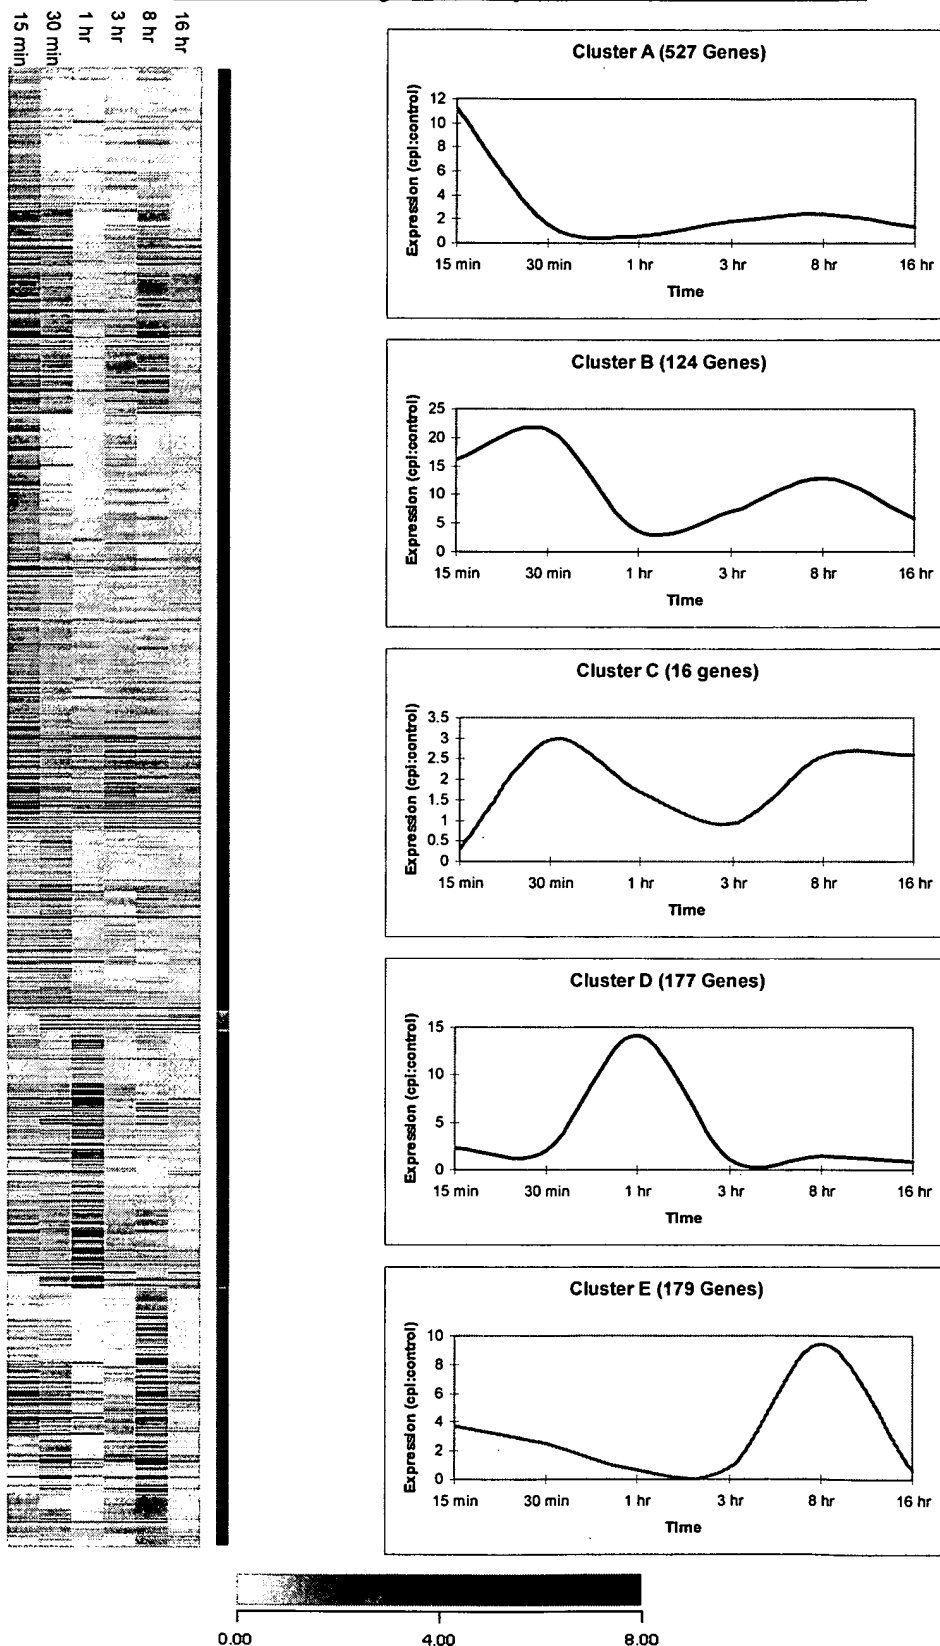 15 min
30 min
1 hr
3 hr
8 hr
16 hr
Cluster A (527 Genes)
Expression (cpl:control)
12
10
8
6
4
2
0
15 min 30 min 1 hr 3 hr 8 hr 16 hr
Time
Cluster B (124 Genes)
Expression (cpl:control)
25
20
15
10
5
0
15 min 30 min 1 hr 3 hr 8 hr 16 hr
Time
Cluster C (16 genes)
Expression (cpl:control)
3.5
3
2.5
2
1.5
1
0.5
0
15 min 30 min 1 hr 3 hr 8 hr 16 hr
Time
Cluster D (177 Genes)
Expression (cpl:control)
15
10
5
0
15 min 30 min 1 hr 3 hr 8 hr 16 hr
Time
Cluster E (179 Genes)
Expression (cpl:control)
10
8
6
4
2
0
15 min 30 min 1 hr 3 hr 8 hr 16 hr
Time
0.00 4.00 8.00